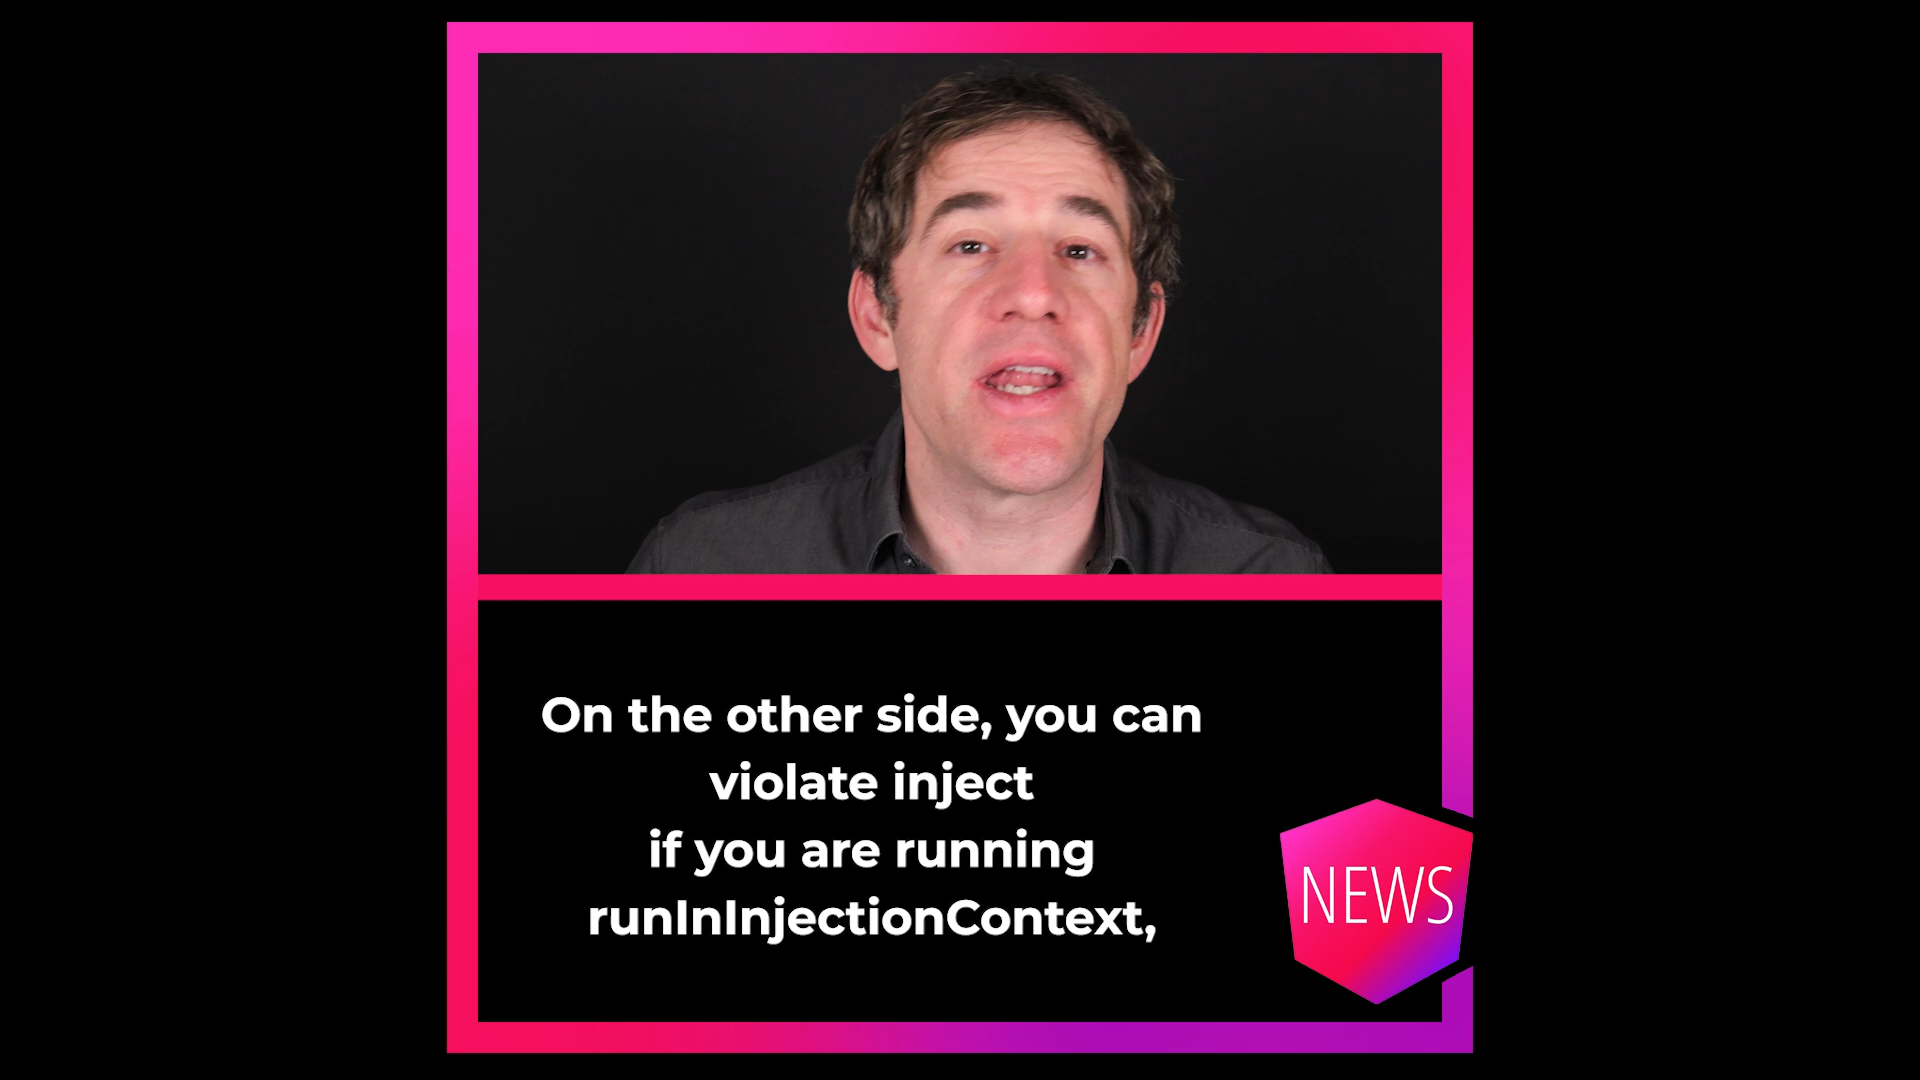 On the other side, you can
violate inject
if you are running
runInInjectionContext,
NEWS